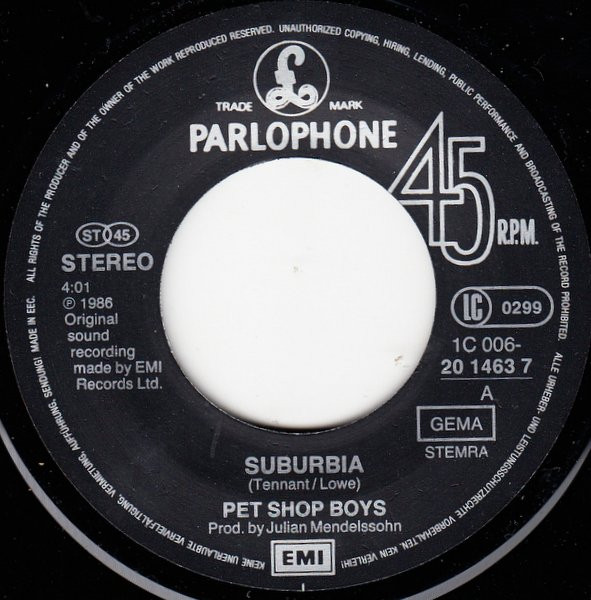 ALL RIGHTS OF THE PRODUCER AND OF THE OWNER OF THE WORK REPRODUCED RESERVED. UNAUTHORIZED COPYING, HIRING, LENDING, PUBLIC PERFORMANCE AND BROADCASTING OF THE RECORD PROHIBITED.
£
TRADE MARK
PARLOPHONE
45
R.P.M.
ST 45
STEREO
4:01
℗ 1986
Original
sound
recording
made by EMI
Records Ltd.
LC 0299
1C 006-
20 1463 7
A
GEMA
STEMRA
SUBURBIA
(Tennant/Lowe)
PET SHOP BOYS
Prod. by Julian Mendelssohn
EMI
ALLE URHEBER- UND LEISTUNGSSCHUTZRECHTE VORBEHALTEN. KEIN VERLEIH! KEINE UNERLAUBTE VERVIELFÄLTIGUNG, VERMIETUNG, AUFFÜHRUNG, SENDUNG! MADE IN EEC.